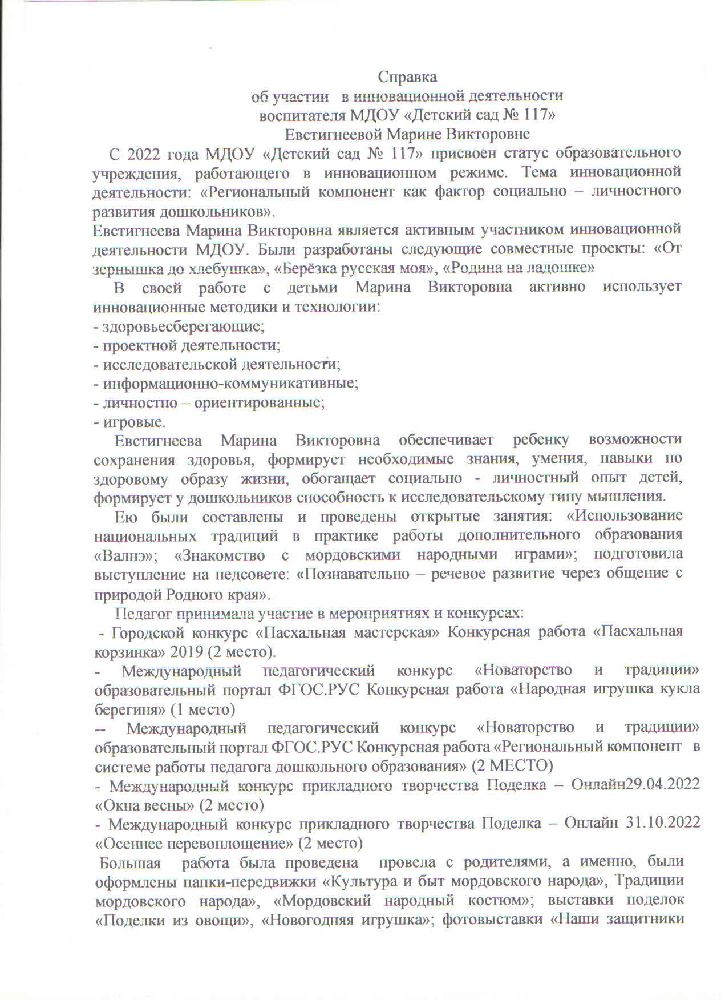 Справка
об участии в инновационной деятельности
воспитателя МДОУ «Детский сад № 117»
Евстигнеевой Марине Викторовне
С 2022 года МДОУ «Детский сад № 117» присвоен статус образовательного
учреждения, работающего в инновационном режиме. Тема инновационной
деятельности: «Региональный компонент как фактор социально – личностного
развития дошкольников».
Евстигнеева Марина Викторовна является активным участником инновационной
деятельности МДОУ. Были разработаны следующие совместные проекты: «От
зернышка до хлебушка», «Берёзка русская моя», «Родина на ладошке»
В своей работе с детьми Марина Викторовна активно использует
инновационные методики и технологии:
- здоровьесберегающие;
- проектной деятельности;
- исследовательской деятельности;
- информационно-коммуникативные;
- личностно – ориентированные;
- игровые.
Евстигнеева Марина Викторовна обеспечивает ребенку возможности
сохранения здоровья, формирует необходимые знания, умения, навыки по
здоровому образу жизни, обогащает социально - личностный опыт детей,
формирует у дошкольников способность к исследовательскому типу мышления.
Ею были составлены и проведены открытые занятия: «Использование
национальных традиций в практике работы дополнительного образования
«Валнэ»; «Знакомство с мордовскими народными играми»; подготовила
выступление на педсовете: «Познавательно – речевое развитие через общение с
природой Родного края».
Педагог принимала участие в мероприятиях и конкурсах:
- Городской конкурс «Пасхальная мастерская» Конкурсная работа «Пасхальная
корзинка» 2019 (2 место).
- Международный педагогический конкурс «Новаторство и традиции»
образовательный портал ФГОС.РУС Конкурсная работа «Народная игрушка кукла
берегиня» (1 место)
-- Международный педагогический конкурс «Новаторство и традиции»
образовательный портал ФГОС.РУС Конкурсная работа «Региональный компонент в
системе работы педагога дошкольного образования» (2 МЕСТО)
- Международный конкурс прикладного творчества Поделка – Онлайн29.04.2022
«Окна весны» (2 место)
- Международный конкурс прикладного творчества Поделка – Онлайн 31.10.2022
«Осеннее перевоплощение» (2 место)
Большая работа была проведена провела с родителями, а именно, были
оформлены папки-передвижки «Культура и быт мордовского народа», Традиции
мордовского народа», «Мордовский народный костюм»; выставки поделок
«Поделки из овощи», «Новогодняя игрушка»; фотовыставки «Наши защитники